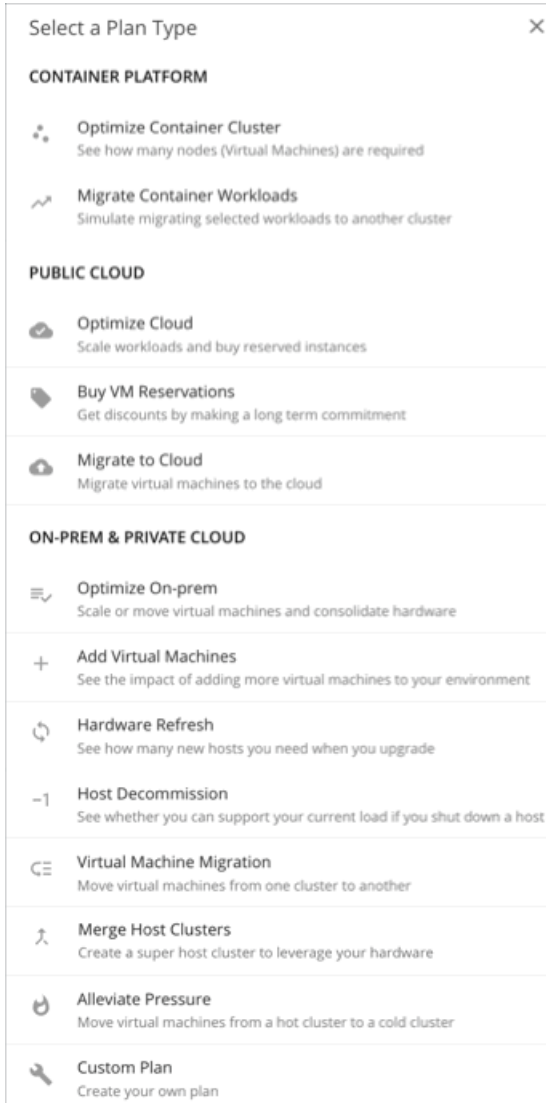 Select a Plan Type
CONTAINER PLATFORM
Optimize Container Cluster
See how many nodes (Virtual Machines) are required
Migrate Container Workloads
Simulate migrating selected workloads to another cluster
PUBLIC CLOUD
Optimize Cloud
Scale workloads and buy reserved instances
Buy VM Reservations
Get discounts by making a long term commitment
Migrate to Cloud
Migrate virtual machines to the cloud
ON-PREM & PRIVATE CLOUD
Optimize On-prem
Scale or move virtual machines and consolidate hardware
Add Virtual Machines
See the impact of adding more virtual machines to your environment
Hardware Refresh
See how many new hosts you need when you upgrade
−1 Host Decommission
See whether you can support your current load if you shut down a host
Virtual Machine Migration
Move virtual machines from one cluster to another
Merge Host Clusters
Create a super host cluster to leverage your hardware
Alleviate Pressure
Move virtual machines from a hot cluster to a cold cluster
Custom Plan
Create your own plan